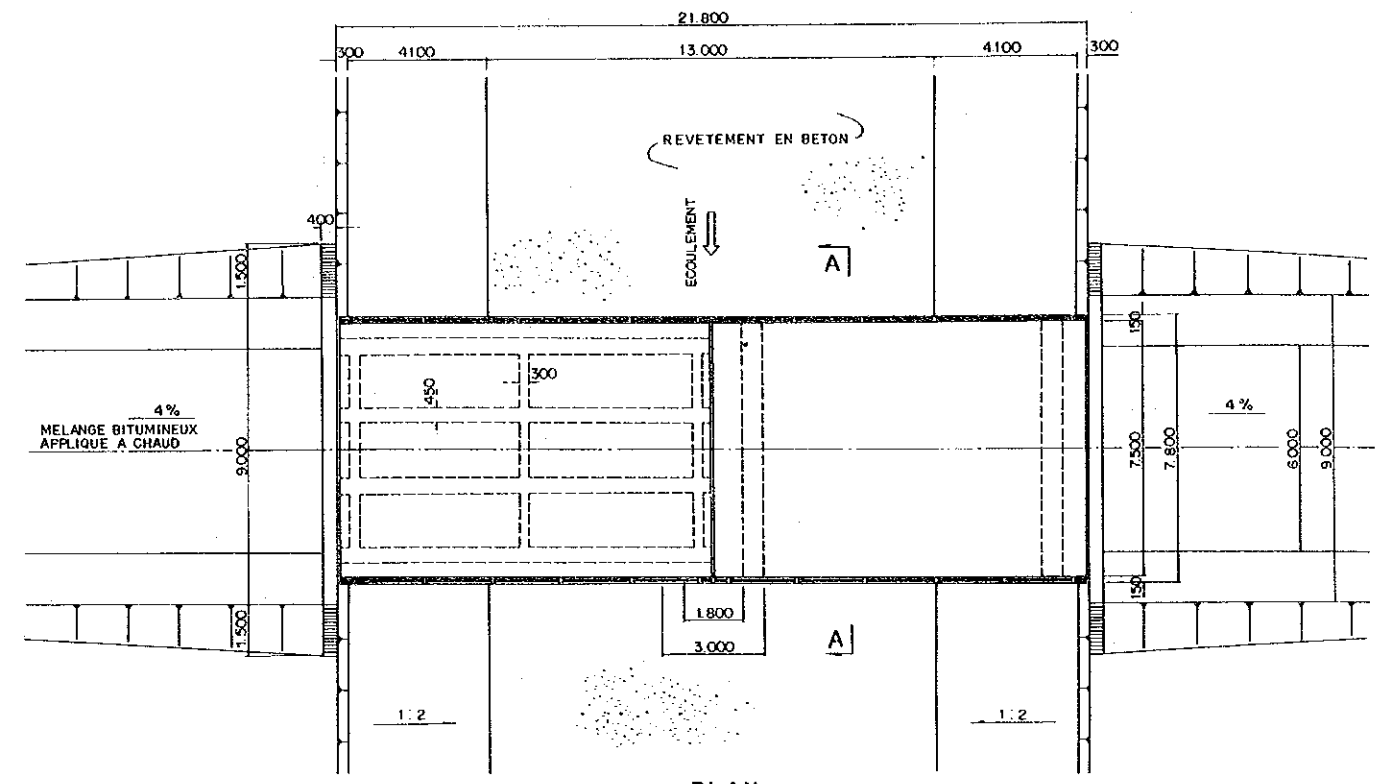 21.800
300 4100 13.000 4.100 300
REVETEMENT EN BETON
ECOULEMENT
400
1.500
A
150
300
450
4%
MELANGE BITUMINEUX
APPLIQUE A CHAUD
9.000
7.500
7.800
4%
6.000
9.000
1.500
150
1.800
3.000
A
1:2
1:2
PLAN